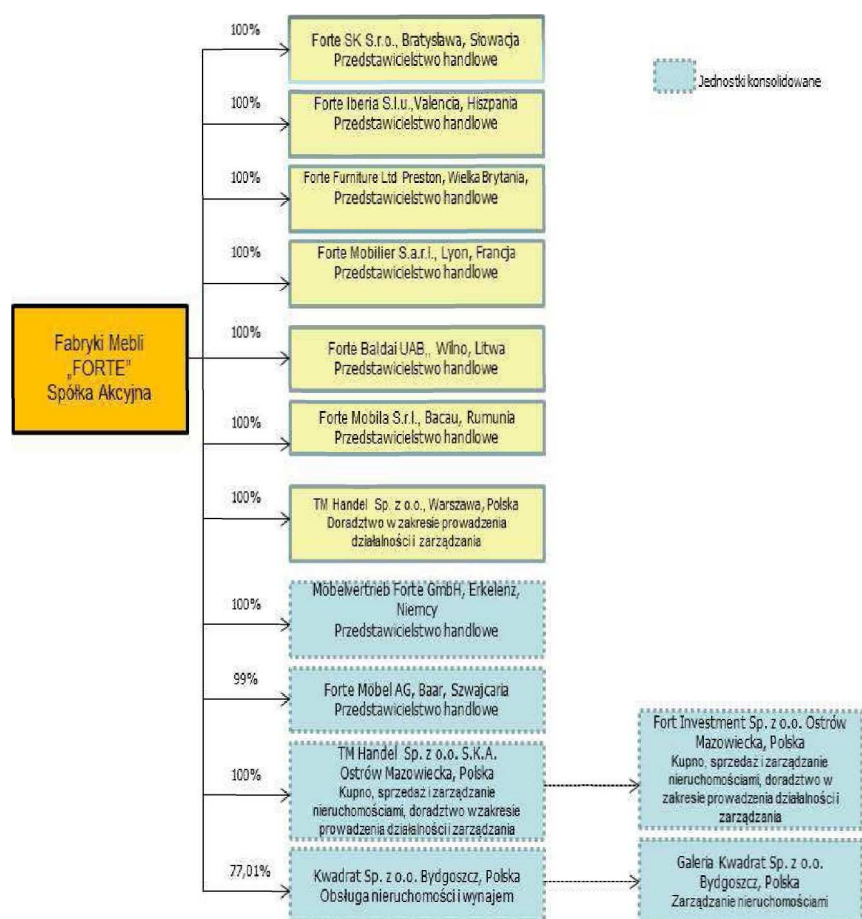 100%
Forte SK S.r.o., Bratysława, Słowacja
Przedstawicielstwo handlowe
Jednostki konsolidowane
100%
Forte Iberia S.l.u.,Valencia, Hiszpania
Przedstawicielstwo handlowe
100%
Forte Furniture Ltd Preston, Wielka Brytania,
Przedstawicielstwo handlowe
100%
Forte Mobilier S.a.r.l., Lyon, Francja
Przedstawicielstwo handlowe
Fabryki Mebli
„FORTE”
Spółka Akcyjna
100%
Forte Baldai UAB,, Wilno, Litwa
Przedstawicielstwo handlowe
100%
Forte Mobila S.r.l., Bacau, Rumunia
Przedstawicielstwo handlowe
100%
TM Handel Sp. z o.o., Warszawa, Polska
Doradztwo w zakresie prowadzenia
działalności i zarządzania
100%
Möbelvertrieb Forte GmbH, Erkelenz,
Niemcy
Przedstawicielstwo handlowe
99%
Forte Möbel AG, Baar, Szwajcaria
Przedstawicielstwo handlowe
100%
TM Handel Sp. z o.o. S.K.A.
Ostrów Mazowiecka, Polska
Kupno, sprzedaż i zarządzanie
nieruchomościami, doradztwo w zakresie
prowadzenia działalności i zarządzania
Fort Investment Sp. z o.o. Ostrów
Mazowiecka, Polska
Kupno, sprzedaż i zarządzanie
nieruchomościami, doradztwo w
zakresie prowadzenia działalności i
zarządzania
77,01%
Kwadrat Sp. z o.o. Bydgoszcz, Polska
Obsługa nieruchomości i wynajem
Galeria Kwadrat Sp. z o.o.
Bydgoszcz, Polska
Zarządzanie nieruchomościami